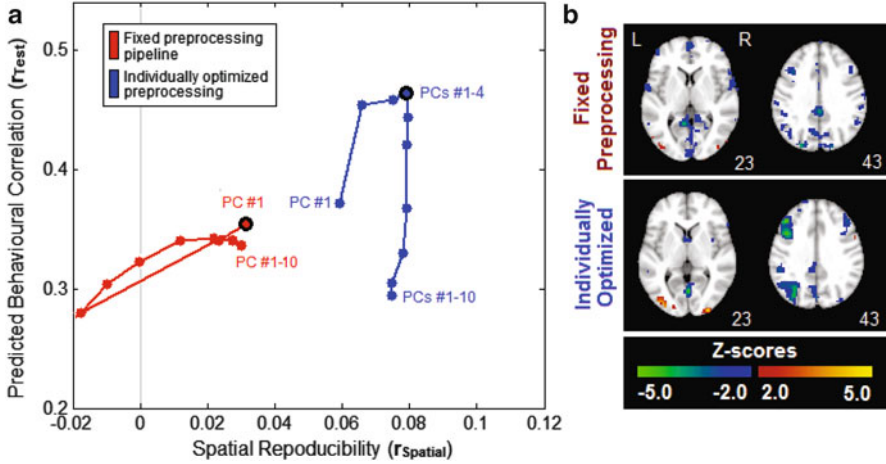 a
0.5
0.4
0.3
0.2
Predicted Behavioural Correlation (rTest)
Fixed preprocessing
pipeline
Individually optimized
preprocessing
PCs #1-4
PC #1
PC #1
PC #1-10
PCs #1-10
-0.02 0 0.02 0.04 0.06 0.08 0.1 0.12
Spatial Repoducibility (rSpatial)
b
Fixed
Preprocessing
L R
23 43
Individually
Optimized
23 43
Z-scores
-5.0 -2.0 2.0 5.0